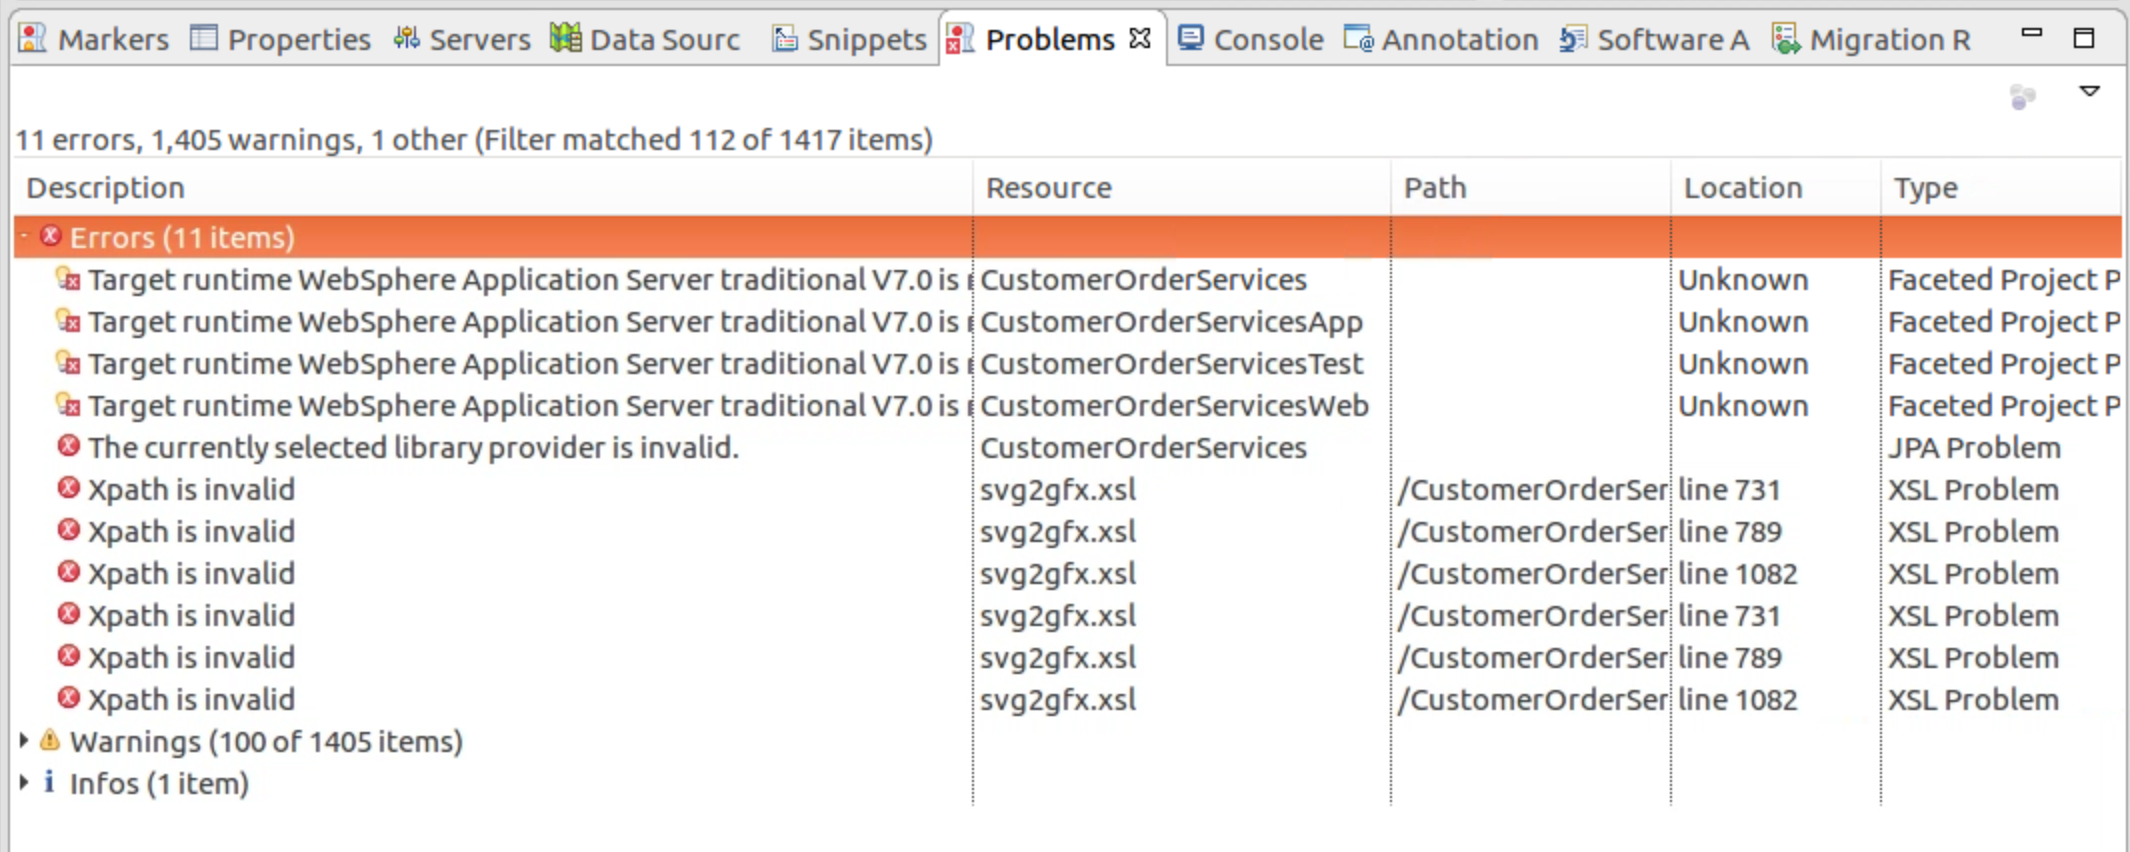 Markers Properties Servers Data Sourc Snippets Problems Console Annotation Software A Migration R
11 errors, 1,405 warnings, 1 other (Filter matched 112 of 1417 items)
Description Resource Path Location Type
Errors (11 items)
Target runtime WebSphere Application Server traditional V7.0 is CustomerOrderServices Unknown Faceted Project P
Target runtime WebSphere Application Server traditional V7.0 is CustomerOrderServicesApp Unknown Faceted Project P
Target runtime WebSphere Application Server traditional V7.0 is CustomerOrderServicesTest Unknown Faceted Project P
Target runtime WebSphere Application Server traditional V7.0 is CustomerOrderServicesWeb Unknown Faceted Project P
The currently selected library provider is invalid. CustomerOrderServices JPA Problem
Xpath is invalid svg2gfx.xsl /CustomerOrderSer line 731 XSL Problem
Xpath is invalid svg2gfx.xsl /CustomerOrderSer line 789 XSL Problem
Xpath is invalid svg2gfx.xsl /CustomerOrderSer line 1082 XSL Problem
Xpath is invalid svg2gfx.xsl /CustomerOrderSer line 731 XSL Problem
Xpath is invalid svg2gfx.xsl /CustomerOrderSer line 789 XSL Problem
Xpath is invalid svg2gfx.xsl /CustomerOrderSer line 1082 XSL Problem
Warnings (100 of 1405 items)
Infos (1 item)